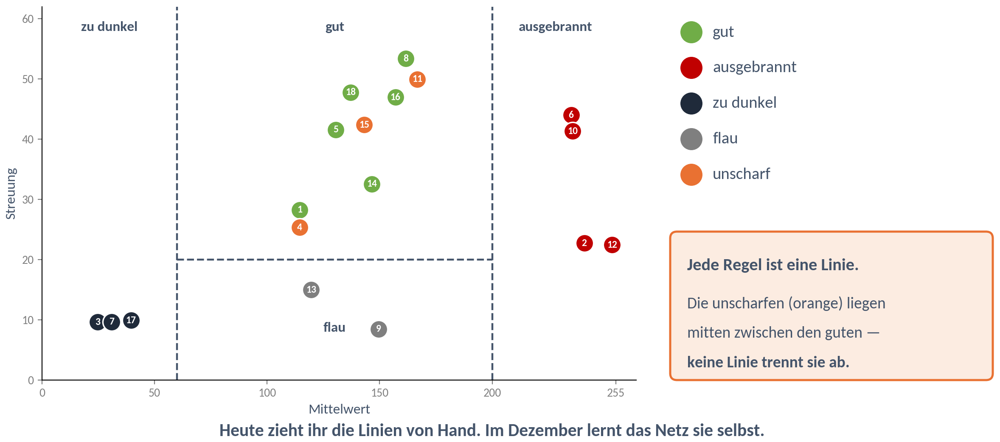 60
zu dunkel
gut
ausgebrannt
gut
8
50
11
ausgebrannt
18
16
zu dunkel
6
15
5
10
40
flau
Streuung
unscharf
14
30
1
4
2
12
20
Jede Regel ist eine Linie.
13
Die unscharfen (orange) liegen
10
3
7
17
flau
9
mitten zwischen den guten —
keine Linie trennt sie ab.
0
0
50
100
150
200
255
Mittelwert
Heute zieht ihr die Linien von Hand. Im Dezember lernt das Netz sie selbst.